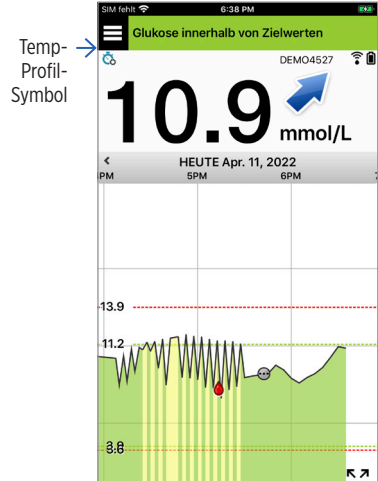 SIM fehlt 6:38 PM
Glukose innerhalb von Zielwerten
Temp-
Profil-
Symbol
DEMO4527
10.9 mmol/L
HEUTE Apr. 11, 2022
PM 5PM 6PM 7
13.9
11.2
3.8